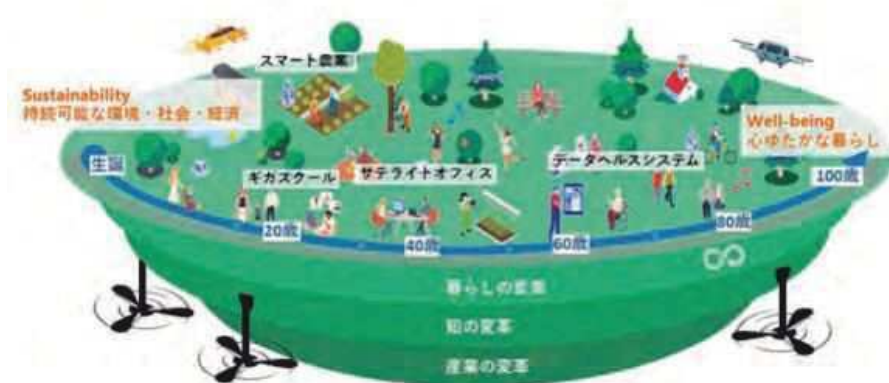 スマート農業
Sustainability
持続可能な環境・社会・経済
Well-being
心ゆたかな暮らし
生誕
ギガスクール
サテライトオフィス
データヘルスシステム
100歳
20歳
40歳
60歳
80歳
暮らしの変革
知の変革
産業の変革